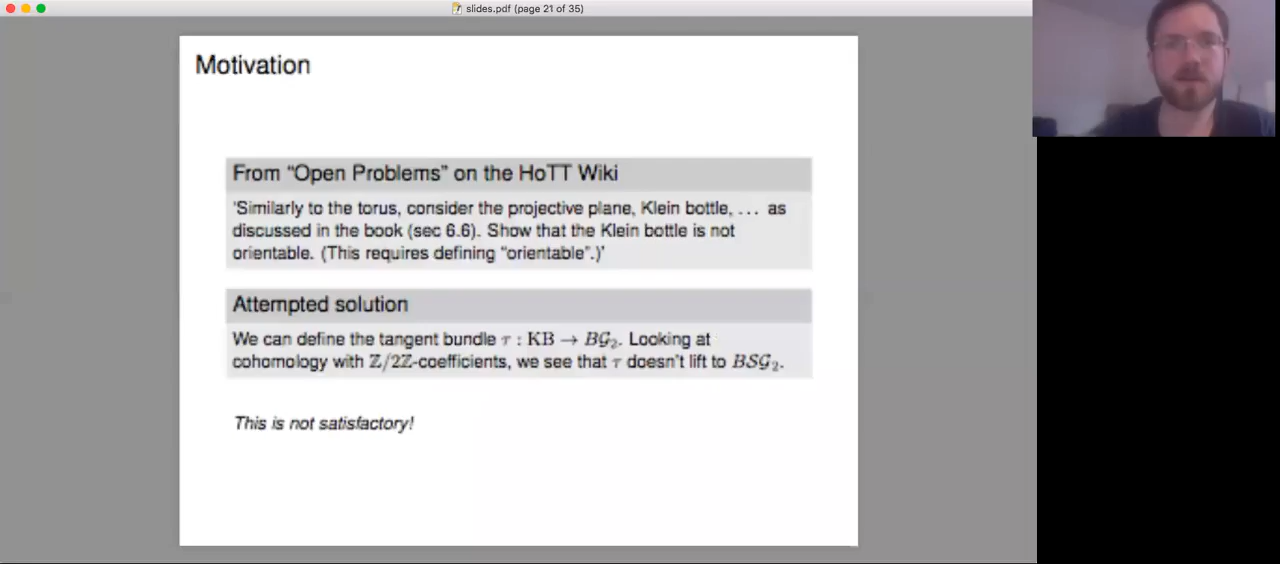 slides.pdf (page 21 of 35)
Motivation
From “Open Problems” on the HoTT Wiki
'Similarly to the torus, consider the projective plane, Klein bottle, … as
discussed in the book (sec 6.6). Show that the Klein bottle is not
orientable. (This requires defining “orientable”.)'
Attempted solution
We can define the tangent bundle τ : KB → B𝒢₂. Looking at
cohomology with ℤ/2ℤ-coefficients, we see that τ doesn't lift to BS𝒢₂.
This is not satisfactory!